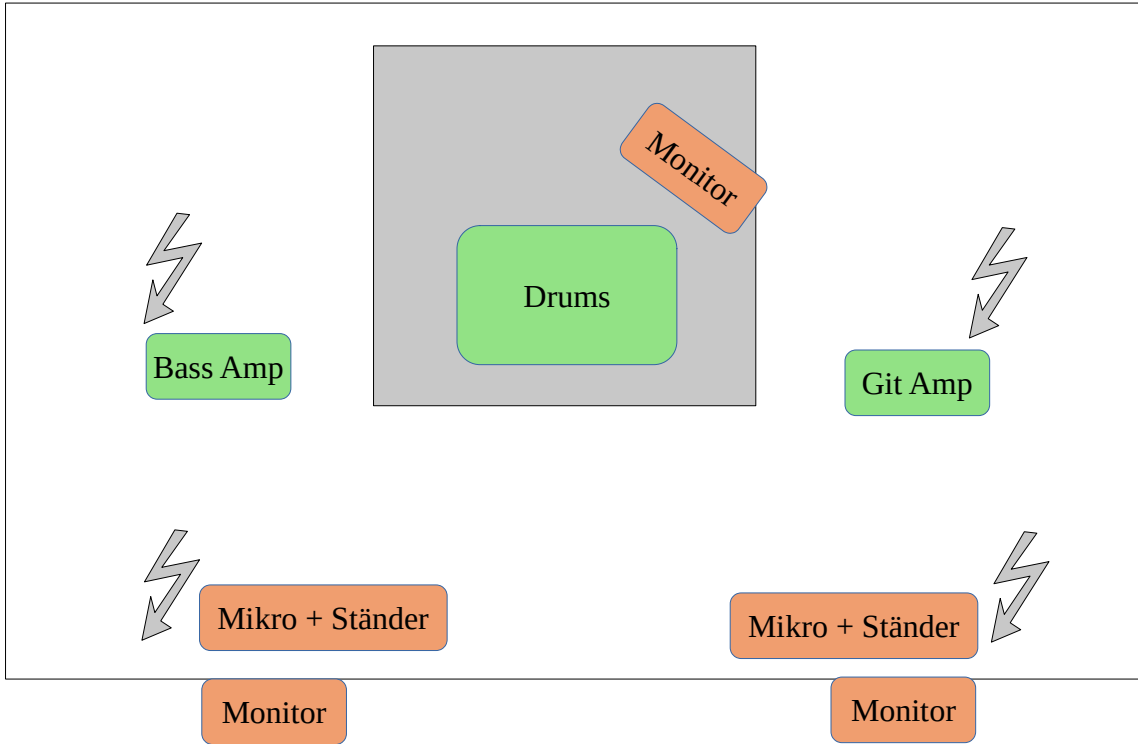 Monitor
Drums
Bass Amp
Git Amp
Mikro + Ständer
Mikro + Ständer
Monitor
Monitor